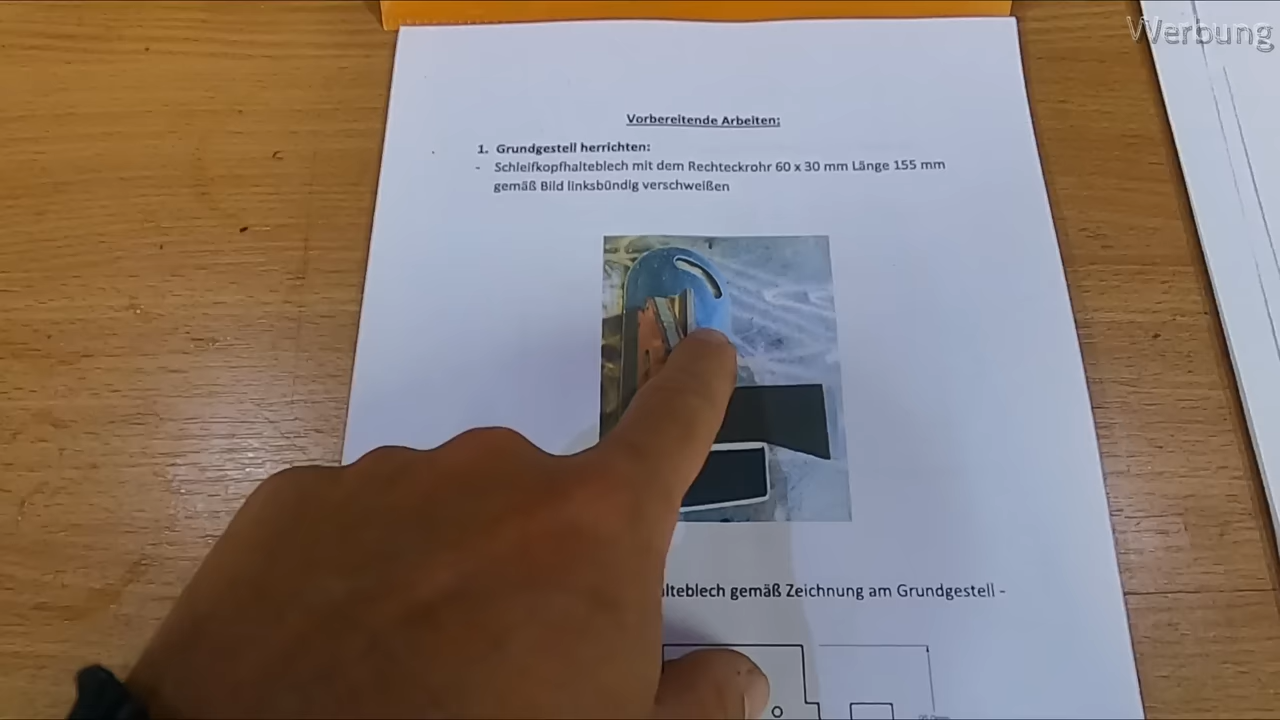 Werbung
Vorbereitende Arbeiten:
1. Grundgestell herrichten:
- Schleifkopfhalteblech mit dem Rechteckrohr 60 x 30 mm Länge 155 mm
gemäß Bild linksbündig verschweißen
gemäß Zeichnung am Grundgestell -